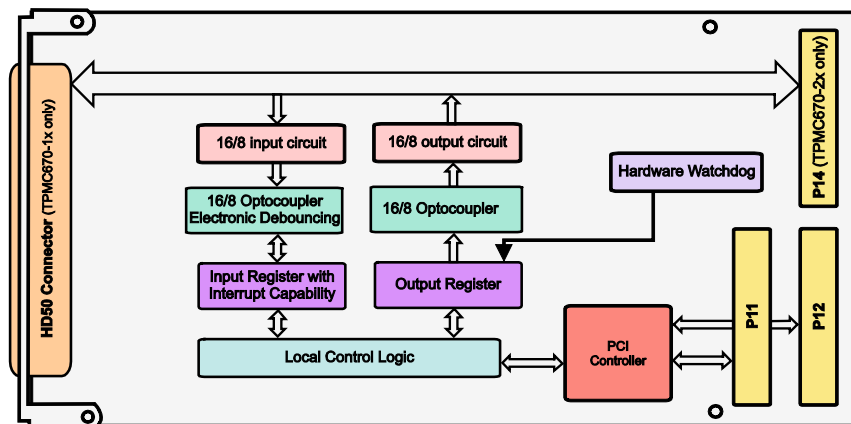 HD50 Connector (TPMC670-1x only)
P14 (TPMC670-2x only)
16/8 input circuit
16/8 output circuit
Hardware Watchdog
16/8 Optocoupler
Electronic Debouncing
16/8 Optocoupler
Input Register with
Interrupt Capability
Output Register
P11
P12
PCI
Controller
Local Control Logic